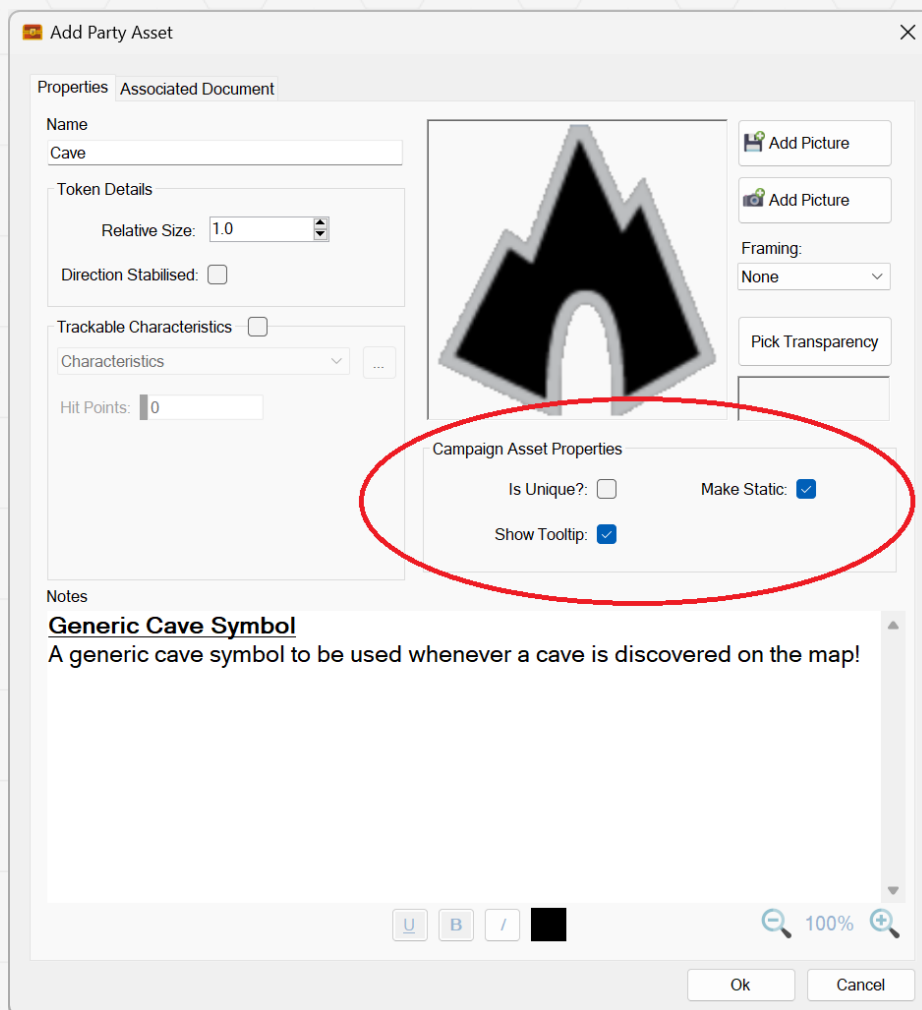 Add Party Asset
Properties
Associated Document
Name
Cave
Token Details
Relative Size: 1.0
Direction Stabilised:
Trackable Characteristics
Characteristics
...
Hit Points: 0
Add Picture
Add Picture
Framing:
None
Pick Transparency
Campaign Asset Properties
Is Unique?:
Make Static:
Show Tooltip:
Notes
Generic Cave Symbol
A generic cave symbol to be used whenever a cave is discovered on the map!
U B I
100%
Ok
Cancel